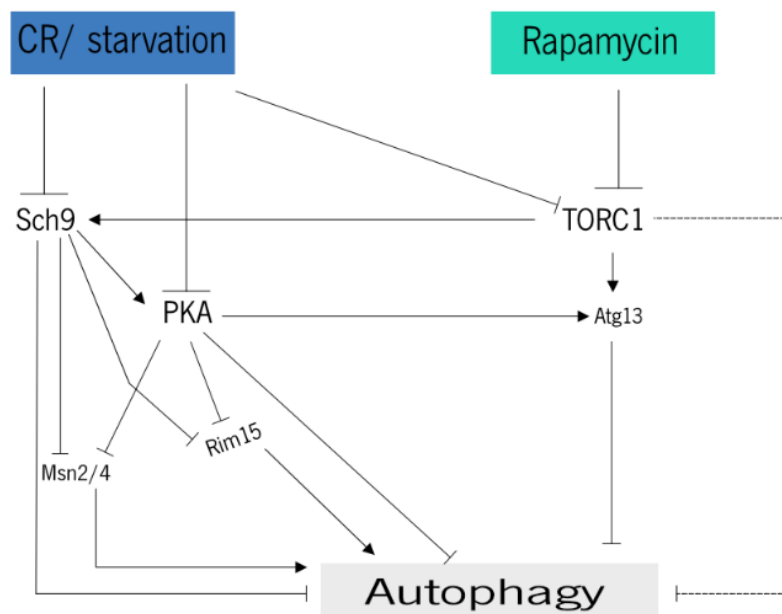 CR/ starvation
Rapamycin
Sch9
TORC1
PKA
Atg13
Rim15
Msn2/4
Autophagy